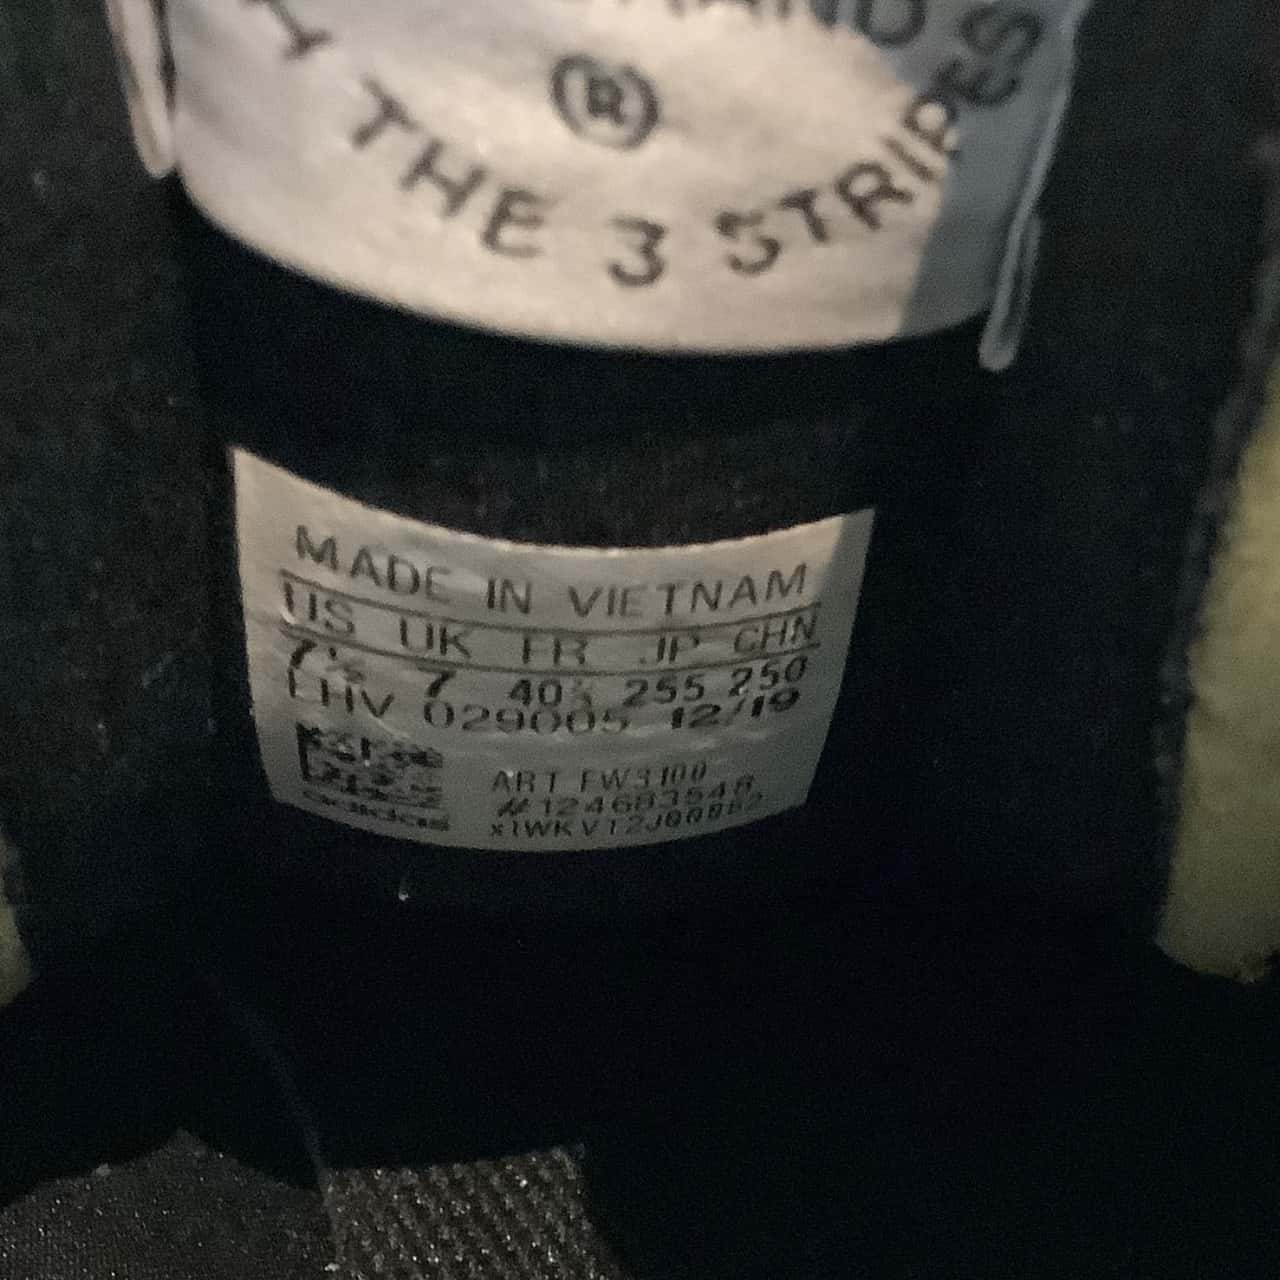 THE 3 STRIPES
®
MADE IN VIETNAM
US UK FR JP CHN
7½ 7 40⅔ 255 250
LHV 029005 12/19
ART FW3100
adidas